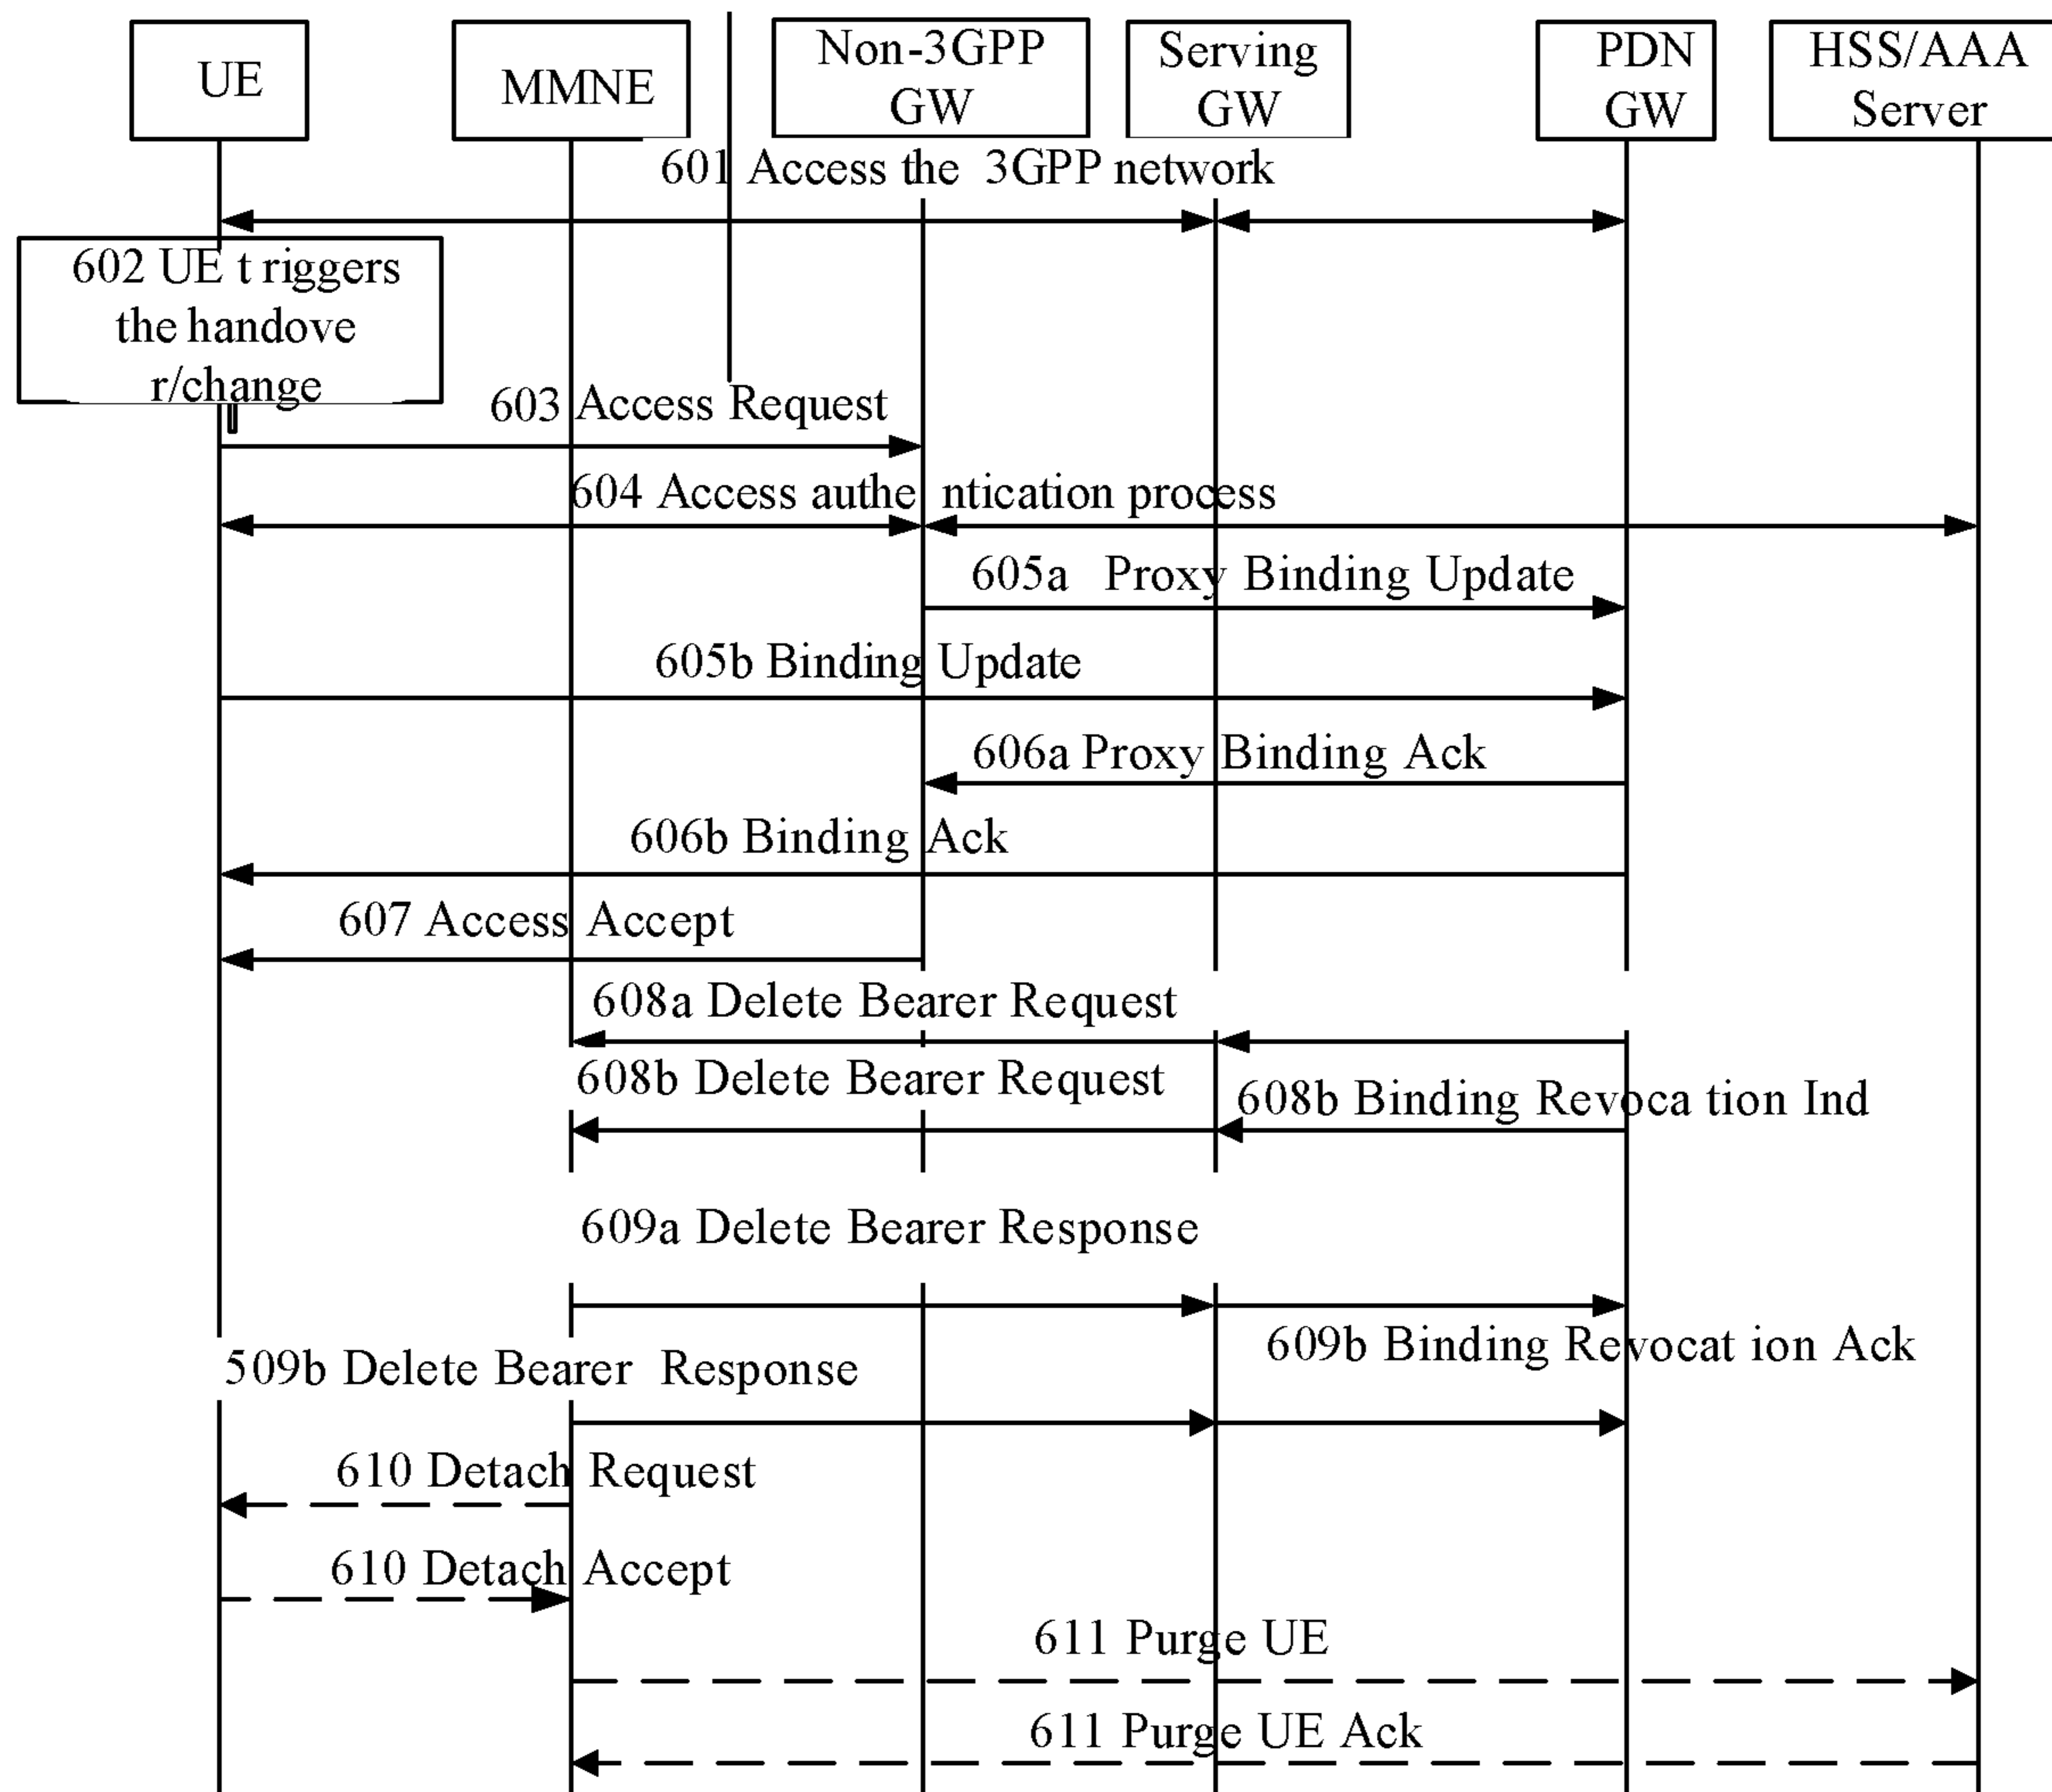 UE
MMNE
Non-3GPP
GW
Serving
GW
PDN
GW
HSS/AAA
Server
601 Access the 3GPP network
602 UE t riggers
the handove
r/change
603 Access Request
604 Access authe ntication process
605a Proxy Binding Update
605b Binding Update
606a Proxy Binding Ack
606b Binding Ack
607 Access Accept
608a Delete Bearer Request
608b Delete Bearer Request
608b Binding Revoca tion Ind
609a Delete Bearer Response
609b Binding Revocat ion Ack
509b Delete Bearer Response
610 Detach Request
610 Detach Accept
611 Purge UE
611 Purge UE Ack